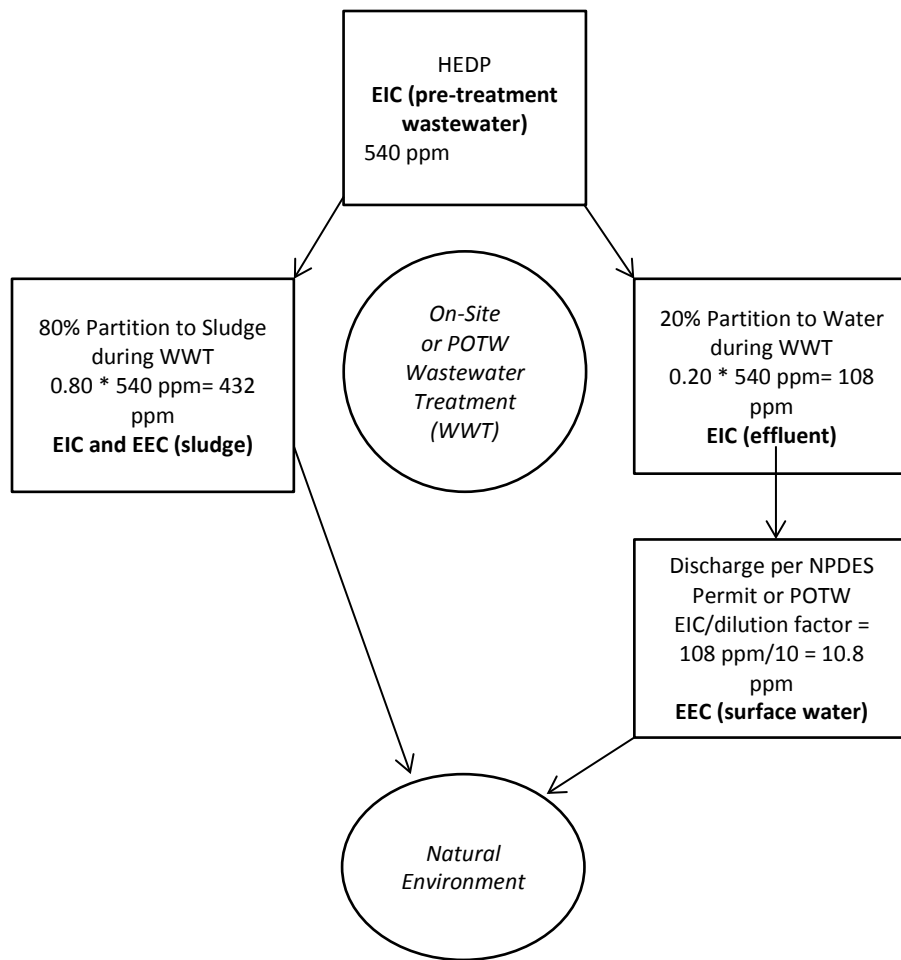 HEDP
EIC (pre-treatment
wastewater)
540 ppm
80% Partition to Sludge
during WWT
0.80 * 540 ppm= 432
ppm
EIC and EEC (sludge)
On-Site
or POTW
Wastewater
Treatment
(WWT)
20% Partition to Water
during WWT
0.20 * 540 ppm= 108
ppm
EIC (effluent)
Discharge per NPDES
Permit or POTW
EIC/dilution factor =
108 ppm/10 = 10.8
ppm
EEC (surface water)
Natural
Environment